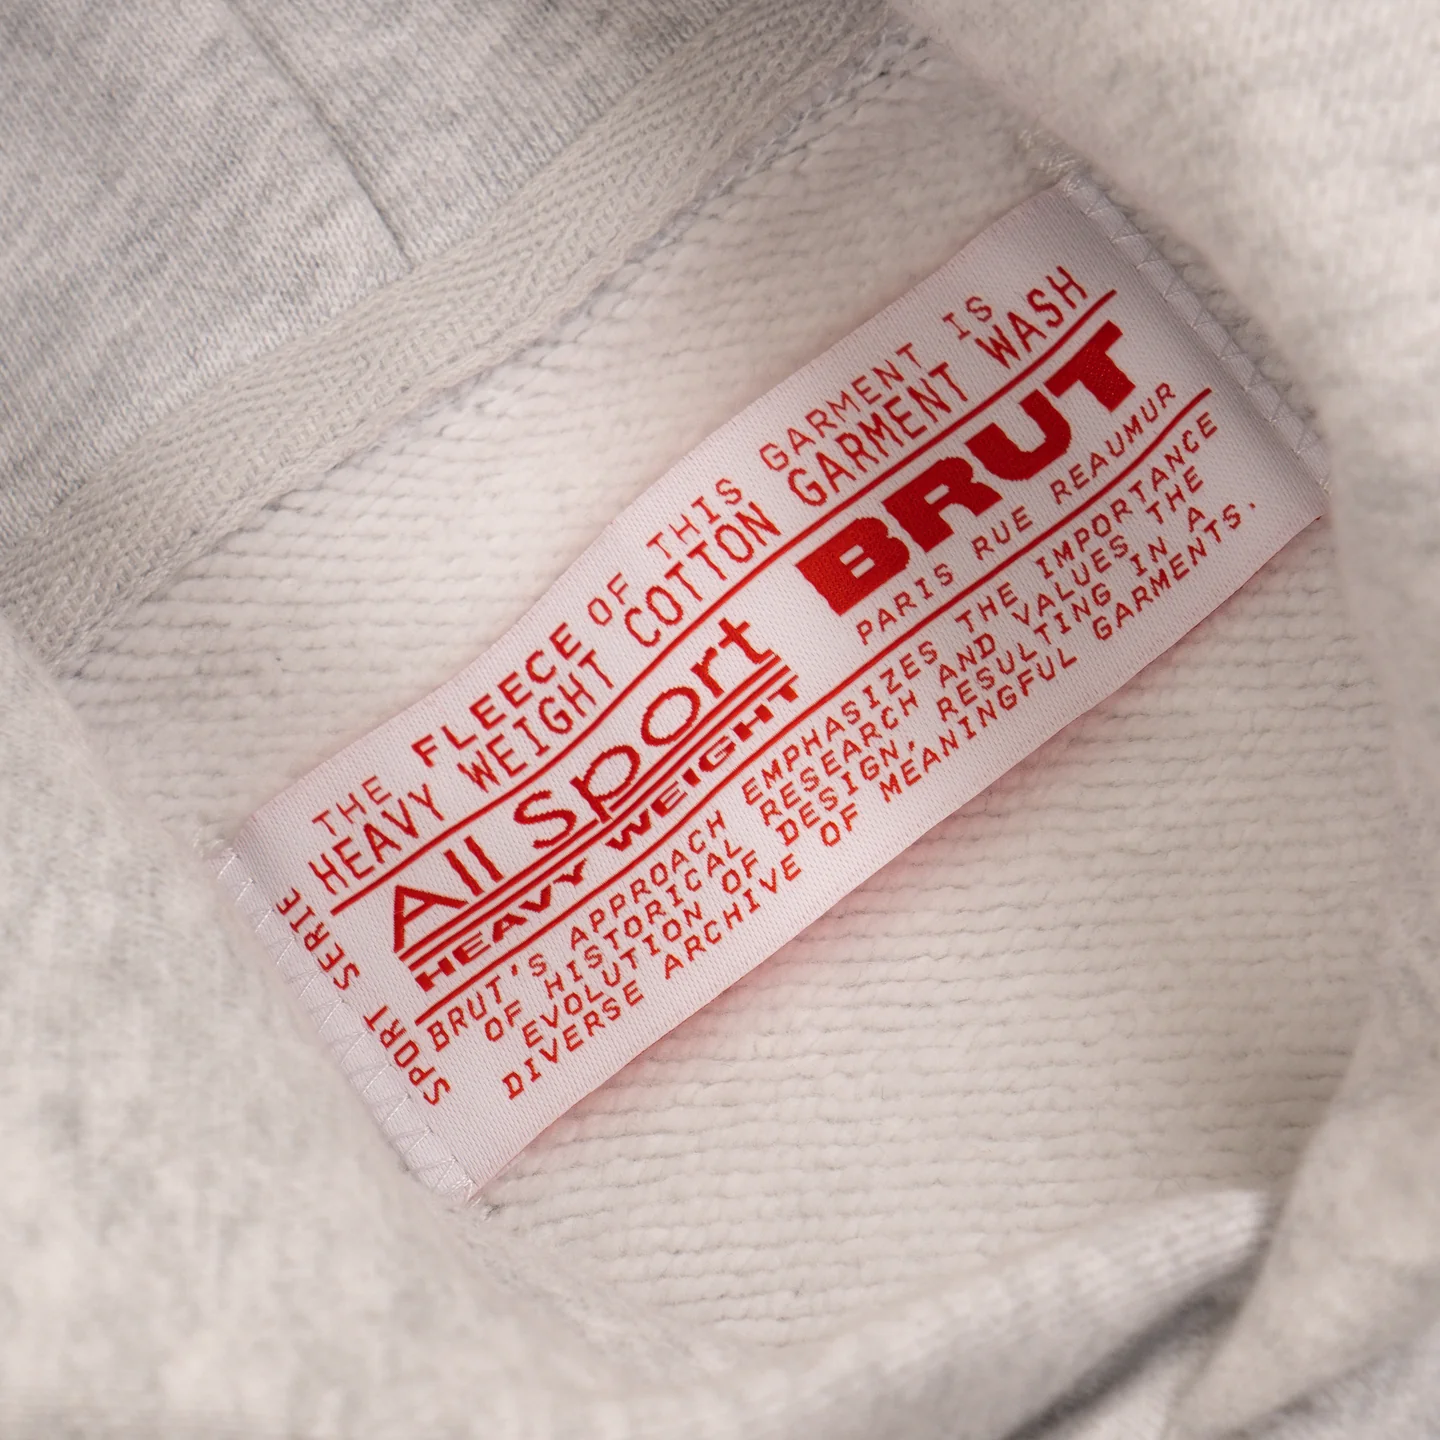 THE FLEECE OF THIS GARMENT IS
HEAVY WEIGHT COTTON GARMENT WASH
All Sport
HEAVY WEIGHT
BRUT
PARIS RUE REAUMUR
BRUT'S APPROACH EMPHASIZES THE IMPORTANCE
OF HISTORICAL RESEARCH AND VALUES THE
EVOLUTION OF DESIGN, RESULTING IN A
DIVERSE ARCHIVE OF MEANINGFUL GARMENTS.
SPORT SERIE